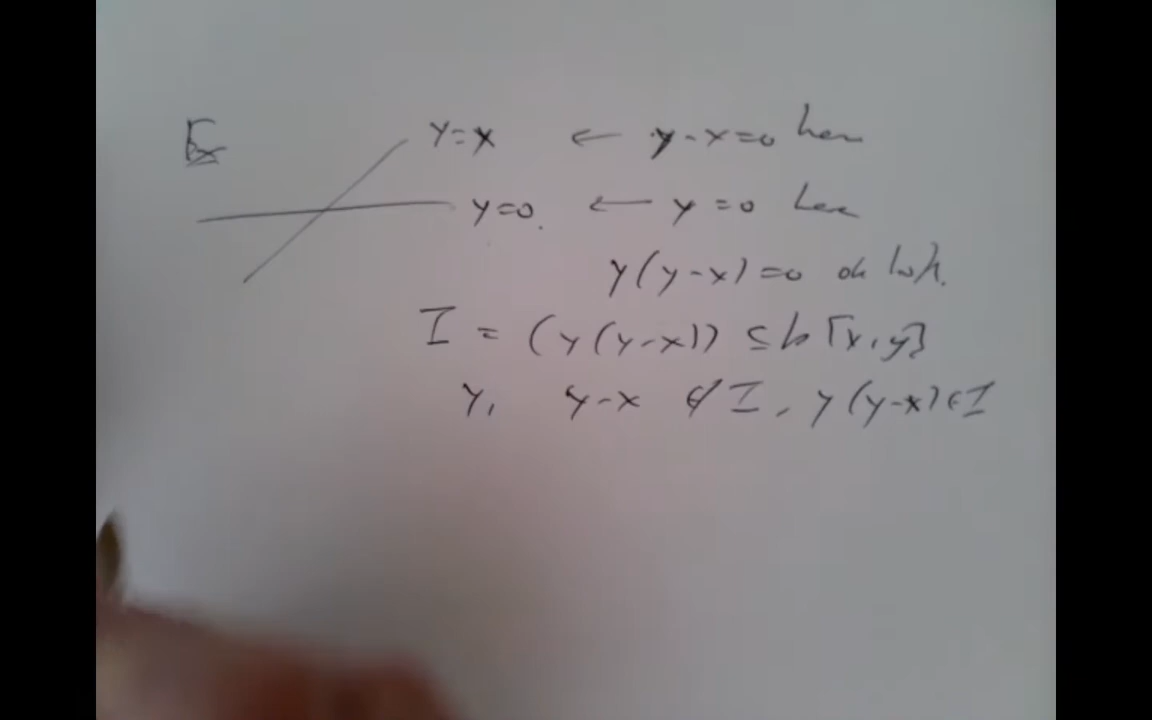 Ex y=x ← y-x=0 here
y=0. ← y=0 here
y(y-x)=0 on both.
I = (y(y-x)) ⊆ k[x,y]
y, y-x ∉ I, y(y-x) ∈ I